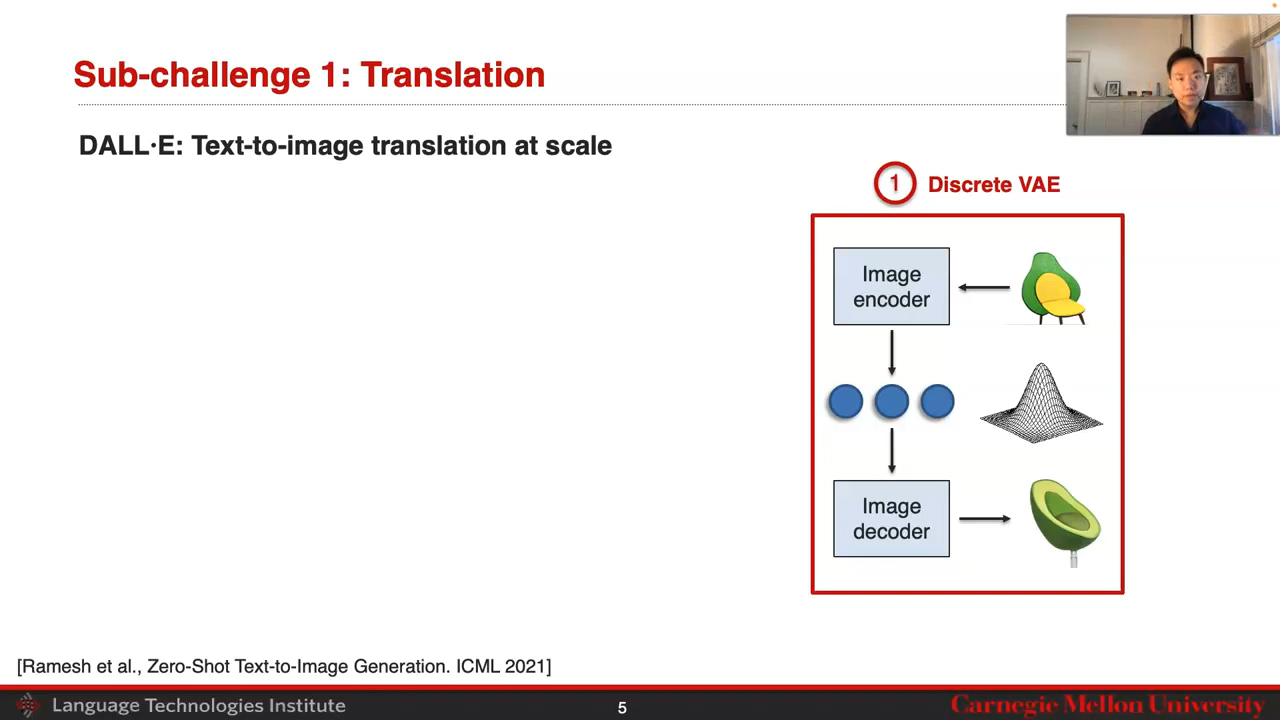 Sub-challenge 1: Translation
DALL·E: Text-to-image translation at scale
1 Discrete VAE
Image
encoder
Image
decoder
[Ramesh et al., Zero-Shot Text-to-Image Generation. ICML 2021]
Language Technologies Institute
5
Carnegie Mellon University